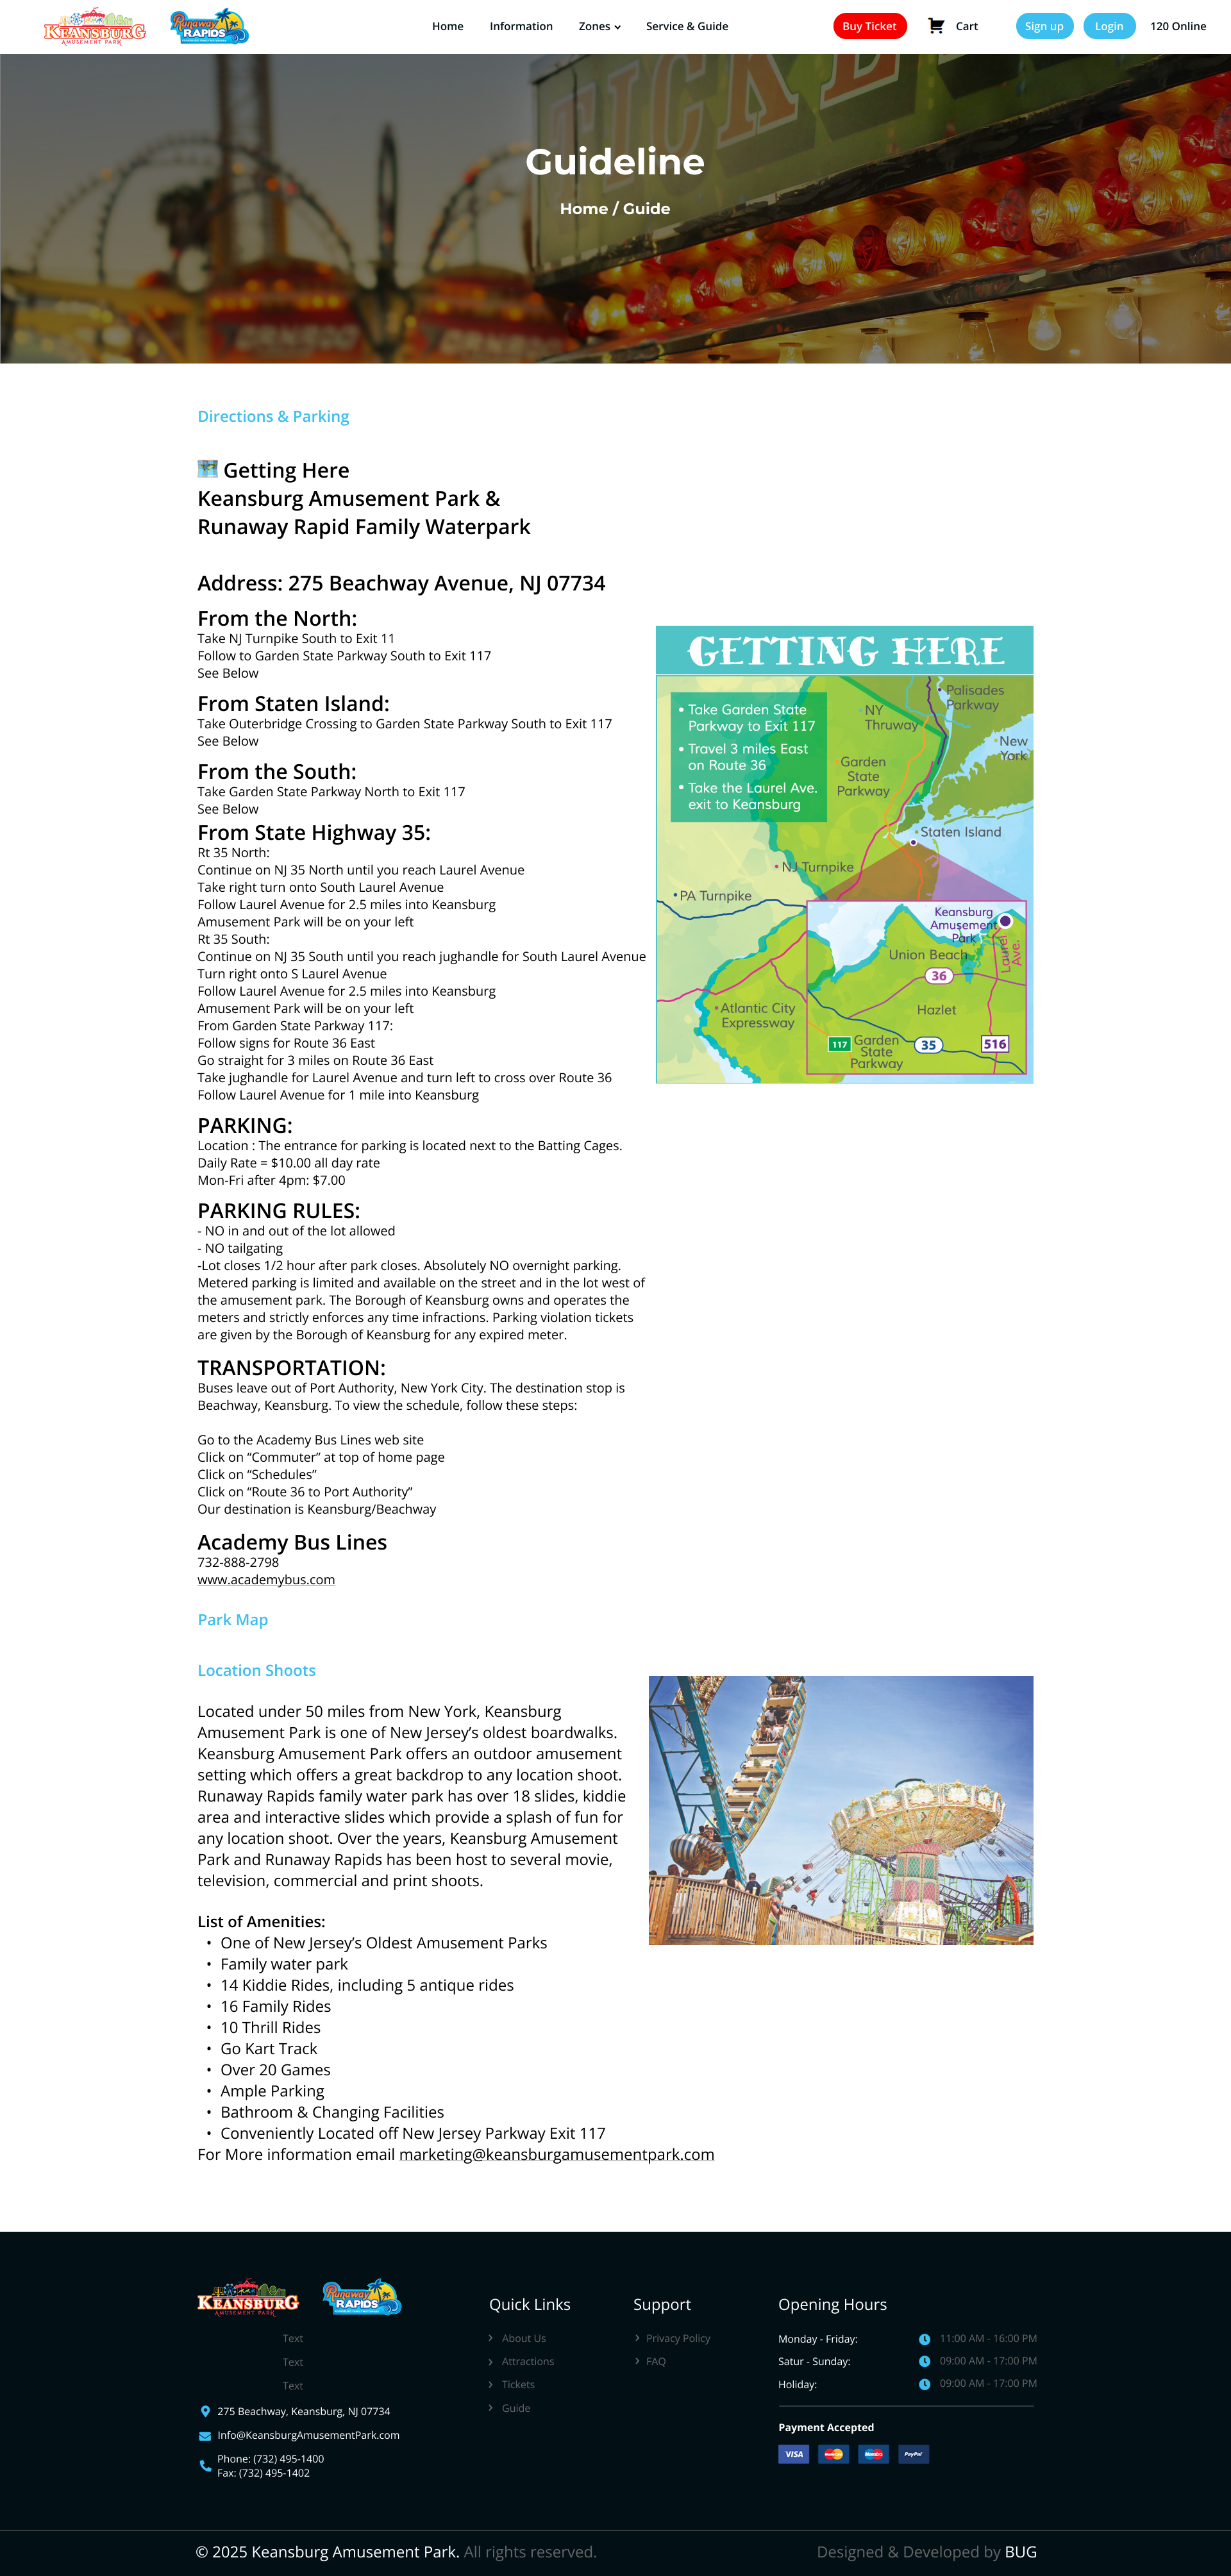 KEANSBURG
AMUSEMENT PARK
Runaway
RAPIDS
Home
Information
Zones
Service & Guide
Buy Ticket
Cart
Sign up
Login
120 Online
TICKE
Guideline
Home / Guide
Directions & Parking
Getting Here
Keansburg Amusement Park &
Runaway Rapid Family Waterpark
Address: 275 Beachway Avenue, NJ 07734
From the North:
Take NJ Turnpike South to Exit 11
Follow to Garden State Parkway South to Exit 117
See Below
From Staten Island:
Take Outerbridge Crossing to Garden State Parkway South to Exit 117
See Below
From the South:
Take Garden State Parkway North to Exit 117
See Below
From State Highway 35:
Rt 35 North:
Continue on NJ 35 North until you reach Laurel Avenue
Take right turn onto South Laurel Avenue
Follow Laurel Avenue for 2.5 miles into Keansburg
Amusement Park will be on your left
Rt 35 South:
Continue on NJ 35 South until you reach jughandle for South Laurel Avenue
Turn right onto S Laurel Avenue
Follow Laurel Avenue for 2.5 miles into Keansburg
Amusement Park will be on your left
From Garden State Parkway 117:
Follow signs for Route 36 East
Go straight for 3 miles on Route 36 East
Take jughandle for Laurel Avenue and turn left to cross over Route 36
Follow Laurel Avenue for 1 mile into Keansburg
GETTING HERE
• Take Garden State
Parkway to Exit 117
• Travel 3 miles East
on Route 36
• Take the Laurel Ave.
exit to Keansburg
Palisades
Parkway
NY
Thruway
New
York
Garden
State
Parkway
Staten Island
NJ Turnpike
PA Turnpike
Keansburg
Amusement
Park
Laurel
Ave.
Union Beach
36
Hazlet
Atlantic City
Expressway
117
Garden
State
Parkway
35
516
PARKING:
Location : The entrance for parking is located next to the Batting Cages.
Daily Rate = $10.00 all day rate
Mon-Fri after 4pm: $7.00
PARKING RULES:
- NO in and out of the lot allowed
- NO tailgating
-Lot closes 1/2 hour after park closes. Absolutely NO overnight parking.
Metered parking is limited and available on the street and in the lot west of
the amusement park. The Borough of Keansburg owns and operates the
meters and strictly enforces any time infractions. Parking violation tickets
are given by the Borough of Keansburg for any expired meter.
TRANSPORTATION:
Buses leave out of Port Authority, New York City. The destination stop is
Beachway, Keansburg. To view the schedule, follow these steps:
Go to the Academy Bus Lines web site
Click on “Commuter” at top of home page
Click on “Schedules”
Click on “Route 36 to Port Authority”
Our destination is Keansburg/Beachway
Academy Bus Lines
732-888-2798
www.academybus.com
Park Map
Location Shoots
Located under 50 miles from New York, Keansburg
Amusement Park is one of New Jersey’s oldest boardwalks.
Keansburg Amusement Park offers an outdoor amusement
setting which offers a great backdrop to any location shoot.
Runaway Rapids family water park has over 18 slides, kiddie
area and interactive slides which provide a splash of fun for
any location shoot. Over the years, Keansburg Amusement
Park and Runaway Rapids has been host to several movie,
television, commercial and print shoots.
List of Amenities:
• One of New Jersey’s Oldest Amusement Parks
• Family water park
• 14 Kiddie Rides, including 5 antique rides
• 16 Family Rides
• 10 Thrill Rides
• Go Kart Track
• Over 20 Games
• Ample Parking
• Bathroom & Changing Facilities
• Conveniently Located off New Jersey Parkway Exit 117
For More information email marketing@keansburgamusementpark.com
KEANSBURG
AMUSEMENT PARK
Runaway
RAPIDS
Text
Text
Text
275 Beachway, Keansburg, NJ 07734
Info@KeansburgAmusementPark.com
Phone: (732) 495-1400
Fax: (732) 495-1402
Quick Links
About Us
Attractions
Tickets
Guide
Support
Privacy Policy
FAQ
Opening Hours
Monday - Friday: 11:00 AM - 16:00 PM
Satur - Sunday: 09:00 AM - 17:00 PM
Holiday: 09:00 AM - 17:00 PM
Payment Accepted
VISA
MasterCard
Maestro
PayPal
© 2025 Keansburg Amusement Park. All rights reserved.
Designed & Developed by BUG